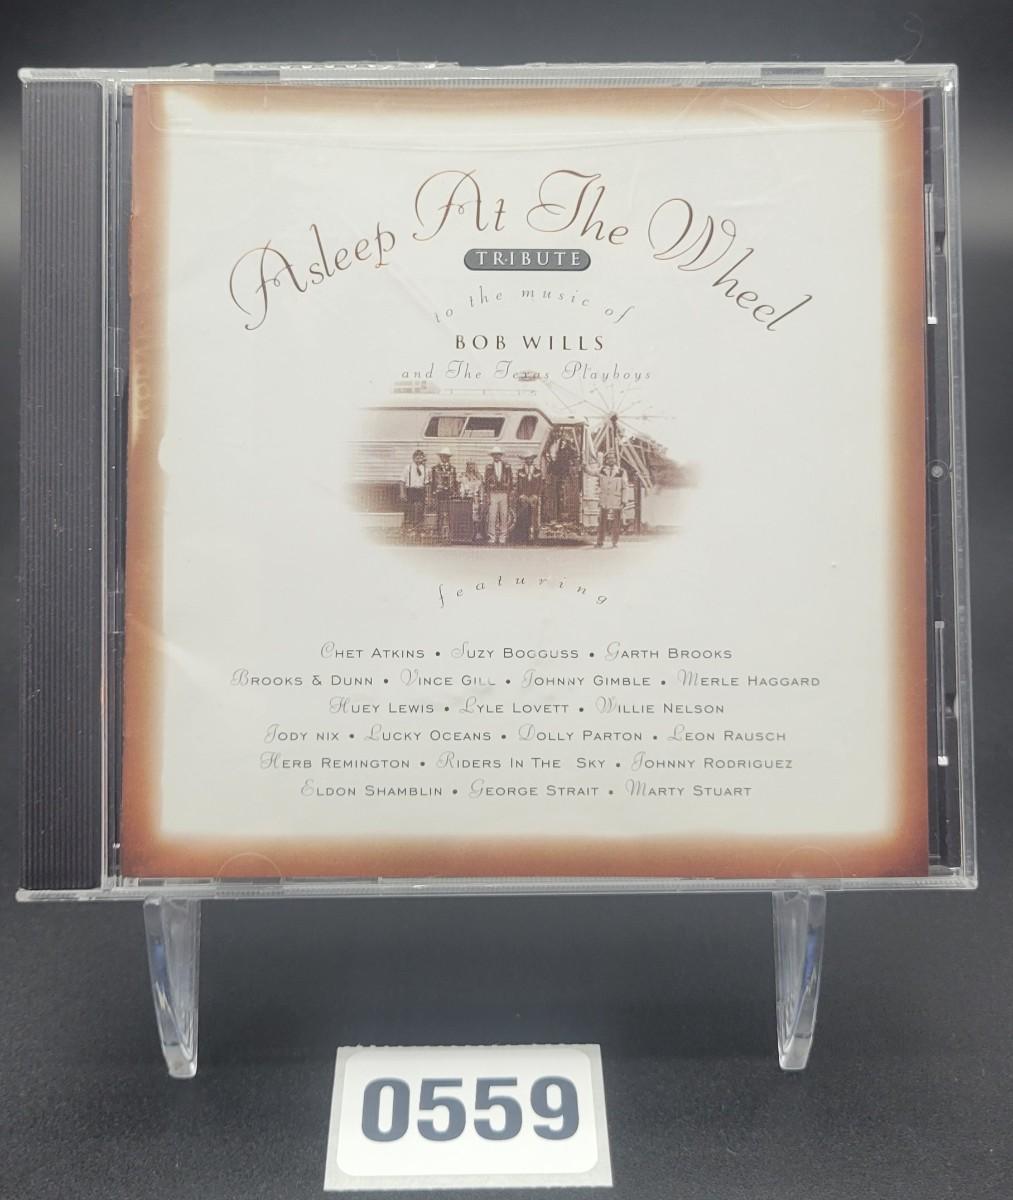 Asleep At The Wheel
TRIBUTE
to the music of
BOB WILLS
and The Texas Playboys
featuring
CHET ATKINS • SUZY BOGGUSS • GARTH BROOKS
BROOKS & DUNN • VINCE GILL • JOHNNY GIMBLE • MERLE HAGGARD
HUEY LEWIS • LYLE LOVETT • WILLIE NELSON
JODY NIX • LUCKY OCEANS • DOLLY PARTON • LEON RAUSCH
HERB REMINGTON • RIDERS IN THE SKY • JOHNNY RODRIGUEZ
ELDON SHAMBLIN • GEORGE STRAIT • MARTY STUART
0559